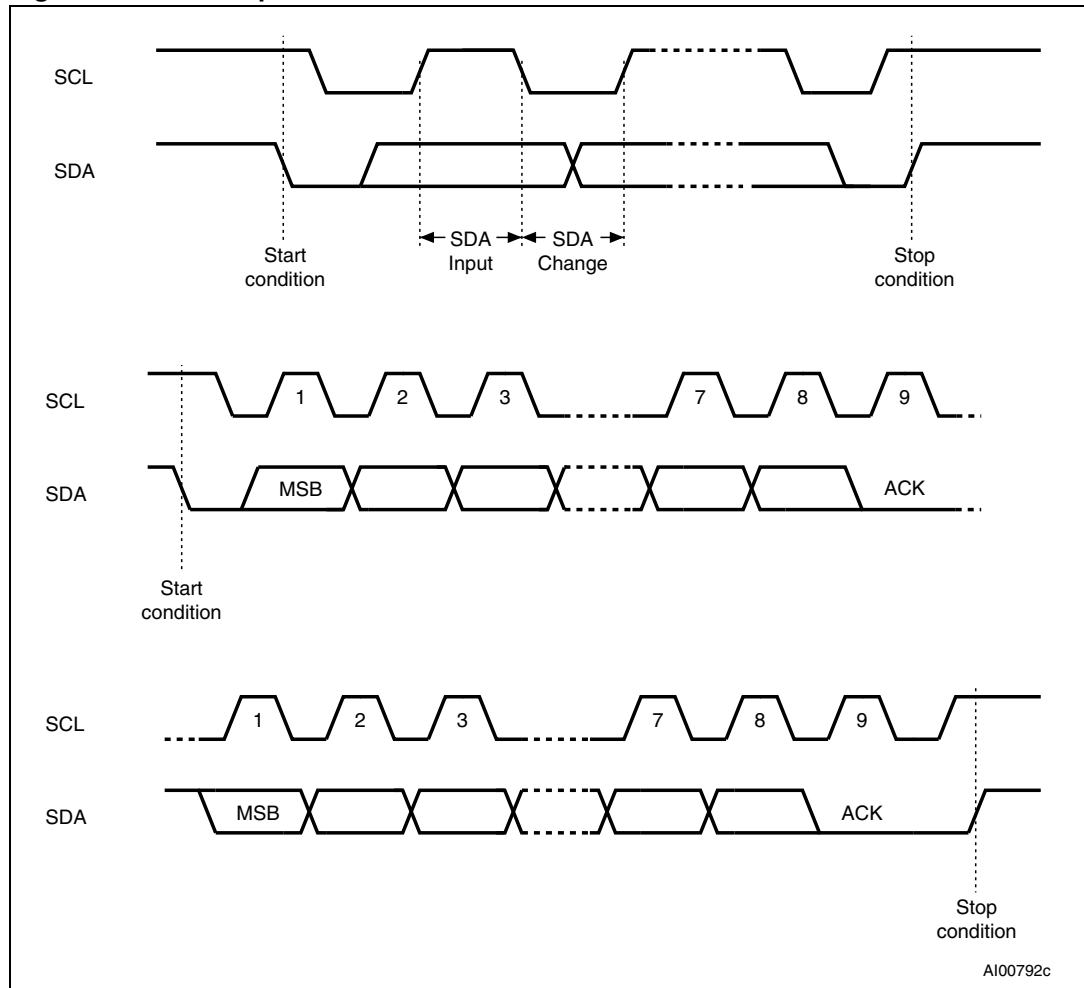 SCL
SDA
Start
condition
SDA
Input
SDA
Change
Stop
condition
SCL
1 2 3 7 8 9
SDA
MSB ACK
Start
condition
SCL
1 2 3 7 8 9
SDA
MSB ACK
Stop
condition
AI00792c